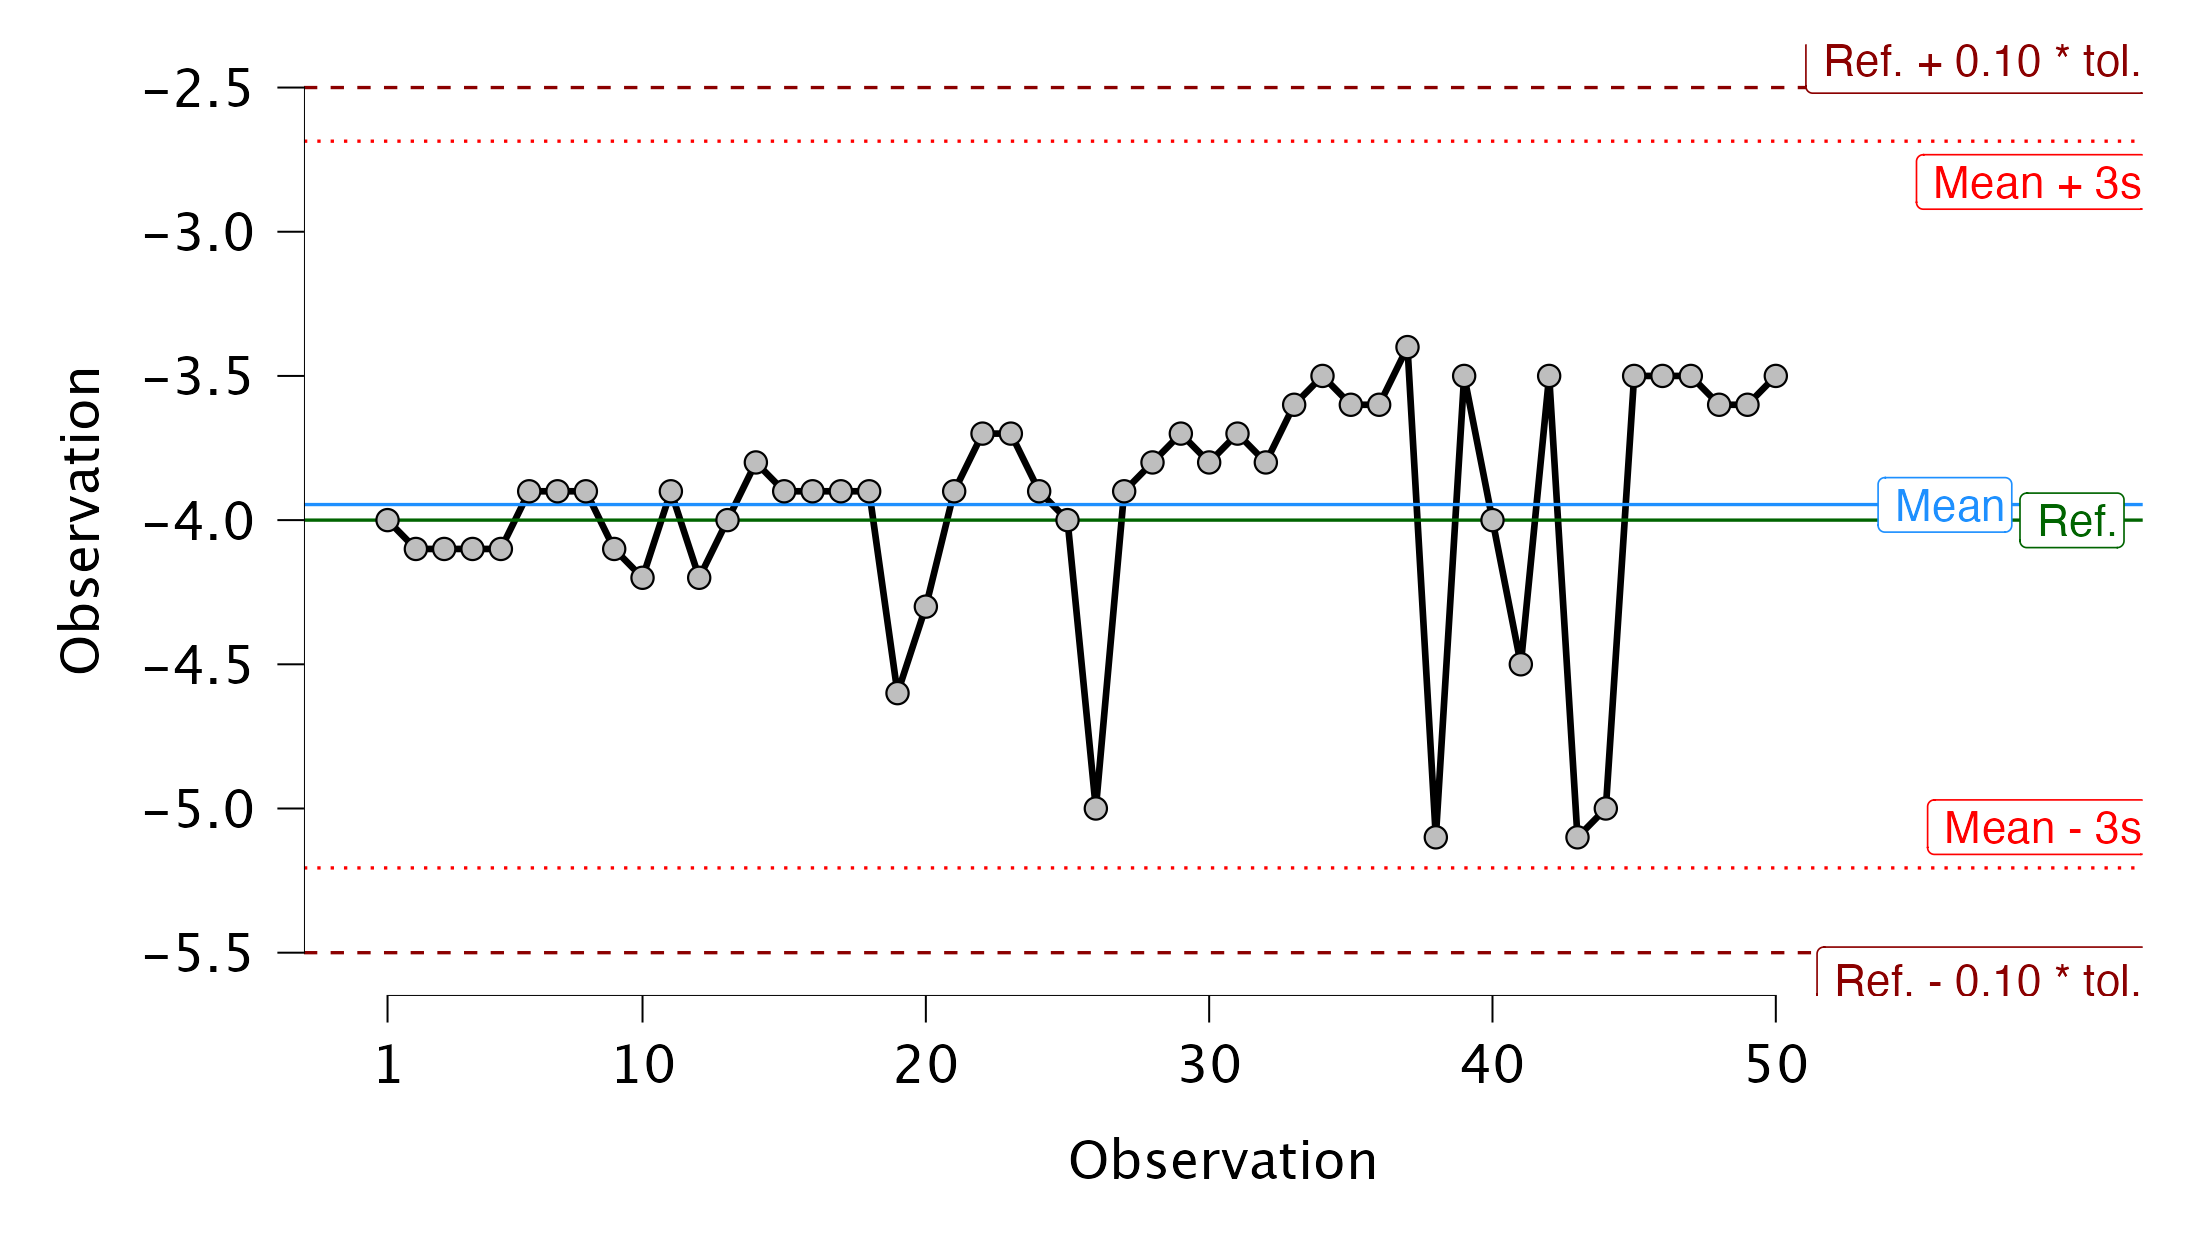 Ref. + 0.10 * tol.
−2.5
Mean + 3s
−3.0
−3.5
Mean
−4.0
Ref.
−4.5
Mean - 3s
−5.0
−5.5
Ref. - 0.10 * tol.
Observation
1 10 20 30 40 50
Observation